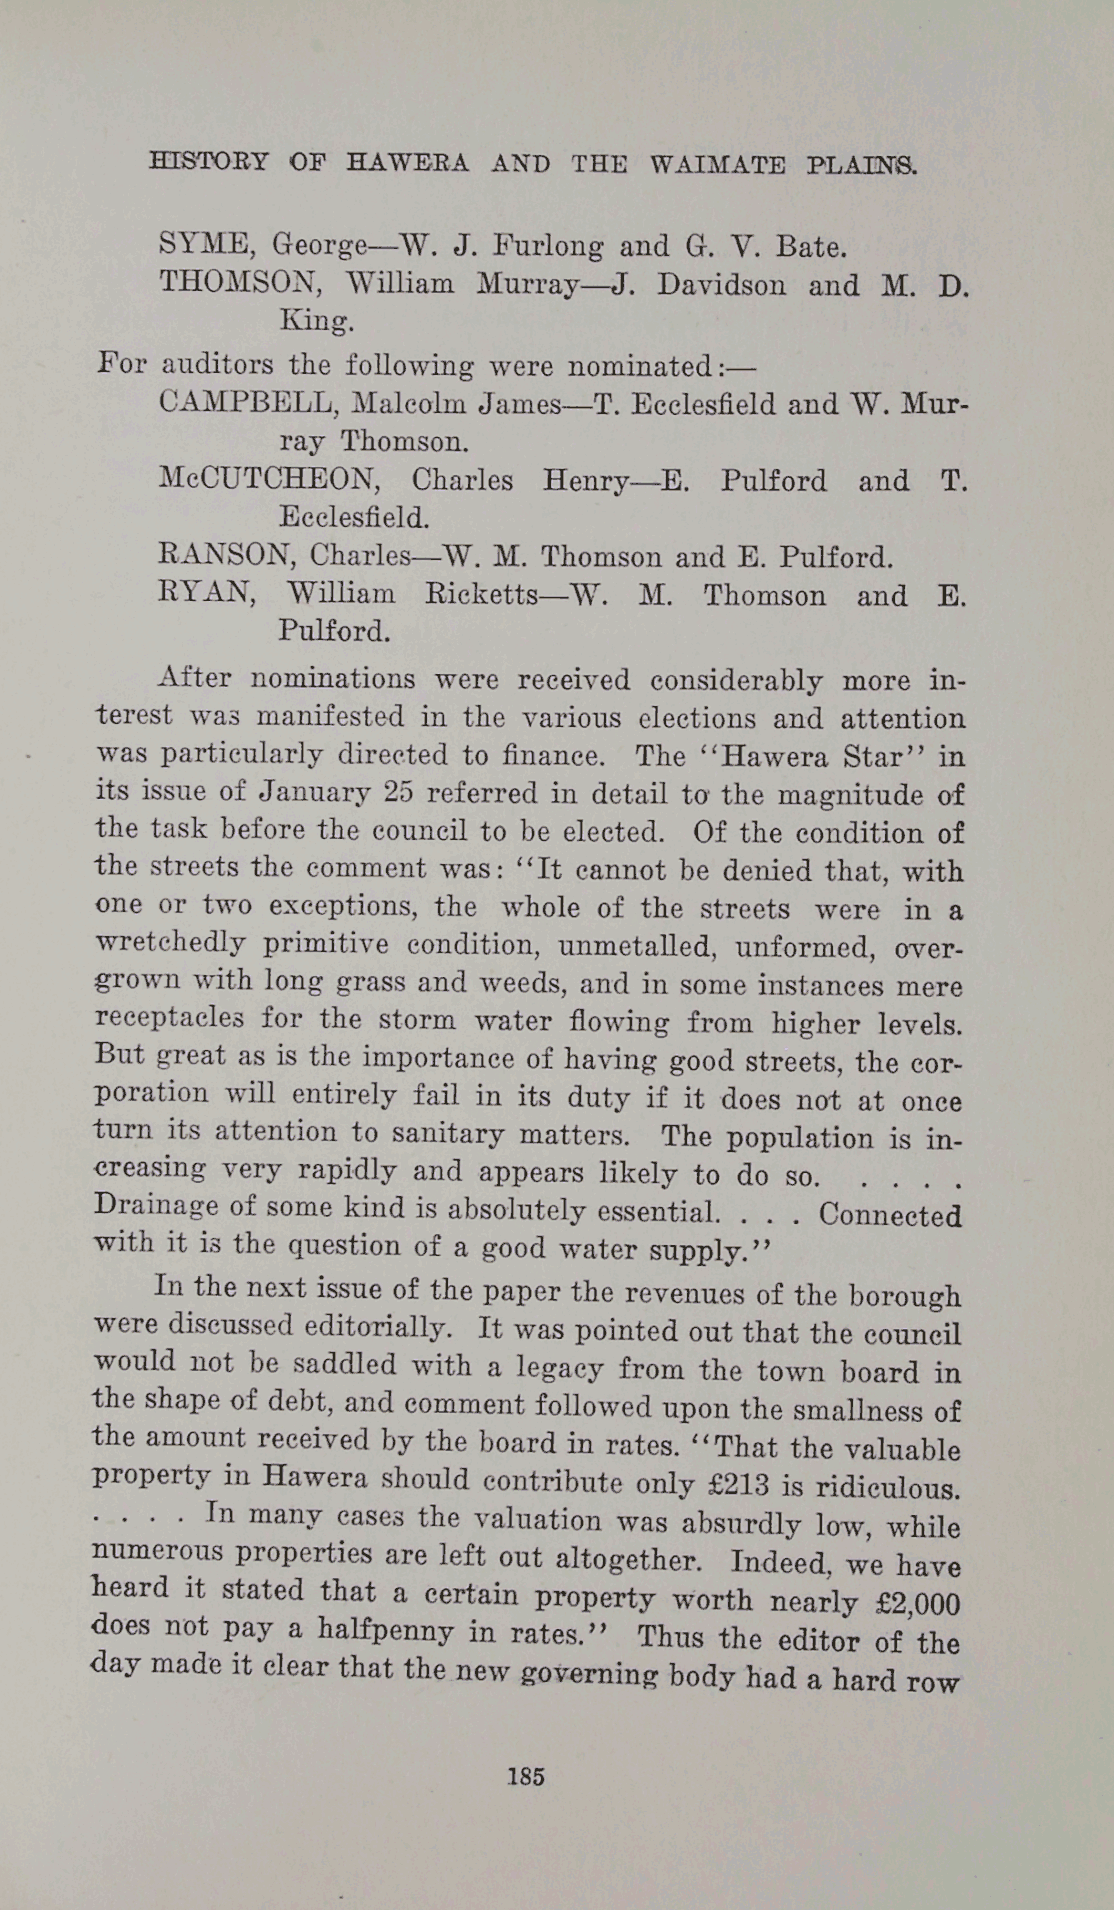 HISTORY OF HAWERA AND THE WAIMATE PLAINS.
SYME, George—W. J. Furlong and G. V. Bate.
THOMSON, William Murray—J. Davidson and M. D.
King.
For auditors the following were nominated:—
CAMPBELL, Malcolm James—T. Ecclesfield and W. Mur-
ray Thomson.
McCUTCHEON, Charles Henry—E. Pulford and T.
Ecclesfield.
RANSON, Charles—W. M. Thomson and E. Pulford.
RYAN, William Ricketts—W. M. Thomson and E.
Pulford.
After nominations were received considerably more in-
terest was manifested in the various elections and attention
was particularly directed to finance. The "Hawera Star" in
its issue of January 25 referred in detail to the magnitude of
the task before the council to be elected. Of the condition of
the streets the comment was: "It cannot be denied that, with
one or two exceptions, the whole of the streets were in a
wretchedly primitive condition, unmetalled, unformed, over-
grown with long grass and weeds, and in some instances mere
receptacles for the storm water flowing from higher levels.
But great as is the importance of having good streets, the cor-
poration will entirely fail in its duty if it does not at once
turn its attention to sanitary matters. The population is in-
creasing very rapidly and appears likely to do so. . . . .
Drainage of some kind is absolutely essential. . . . Connected
with it is the question of a good water supply."
In the next issue of the paper the revenues of the borough
were discussed editorially. It was pointed out that the council
would not be saddled with a legacy from the town board in
the shape of debt, and comment followed upon the smallness of
the amount received by the board in rates. "That the valuable
property in Hawera should contribute only £213 is ridiculous.
. . . . In many cases the valuation was absurdly low, while
numerous properties are left out altogether. Indeed, we have
heard it stated that a certain property worth nearly £2,000
does not pay a halfpenny in rates." Thus the editor of the
day made it clear that the new governing body had a hard row
185